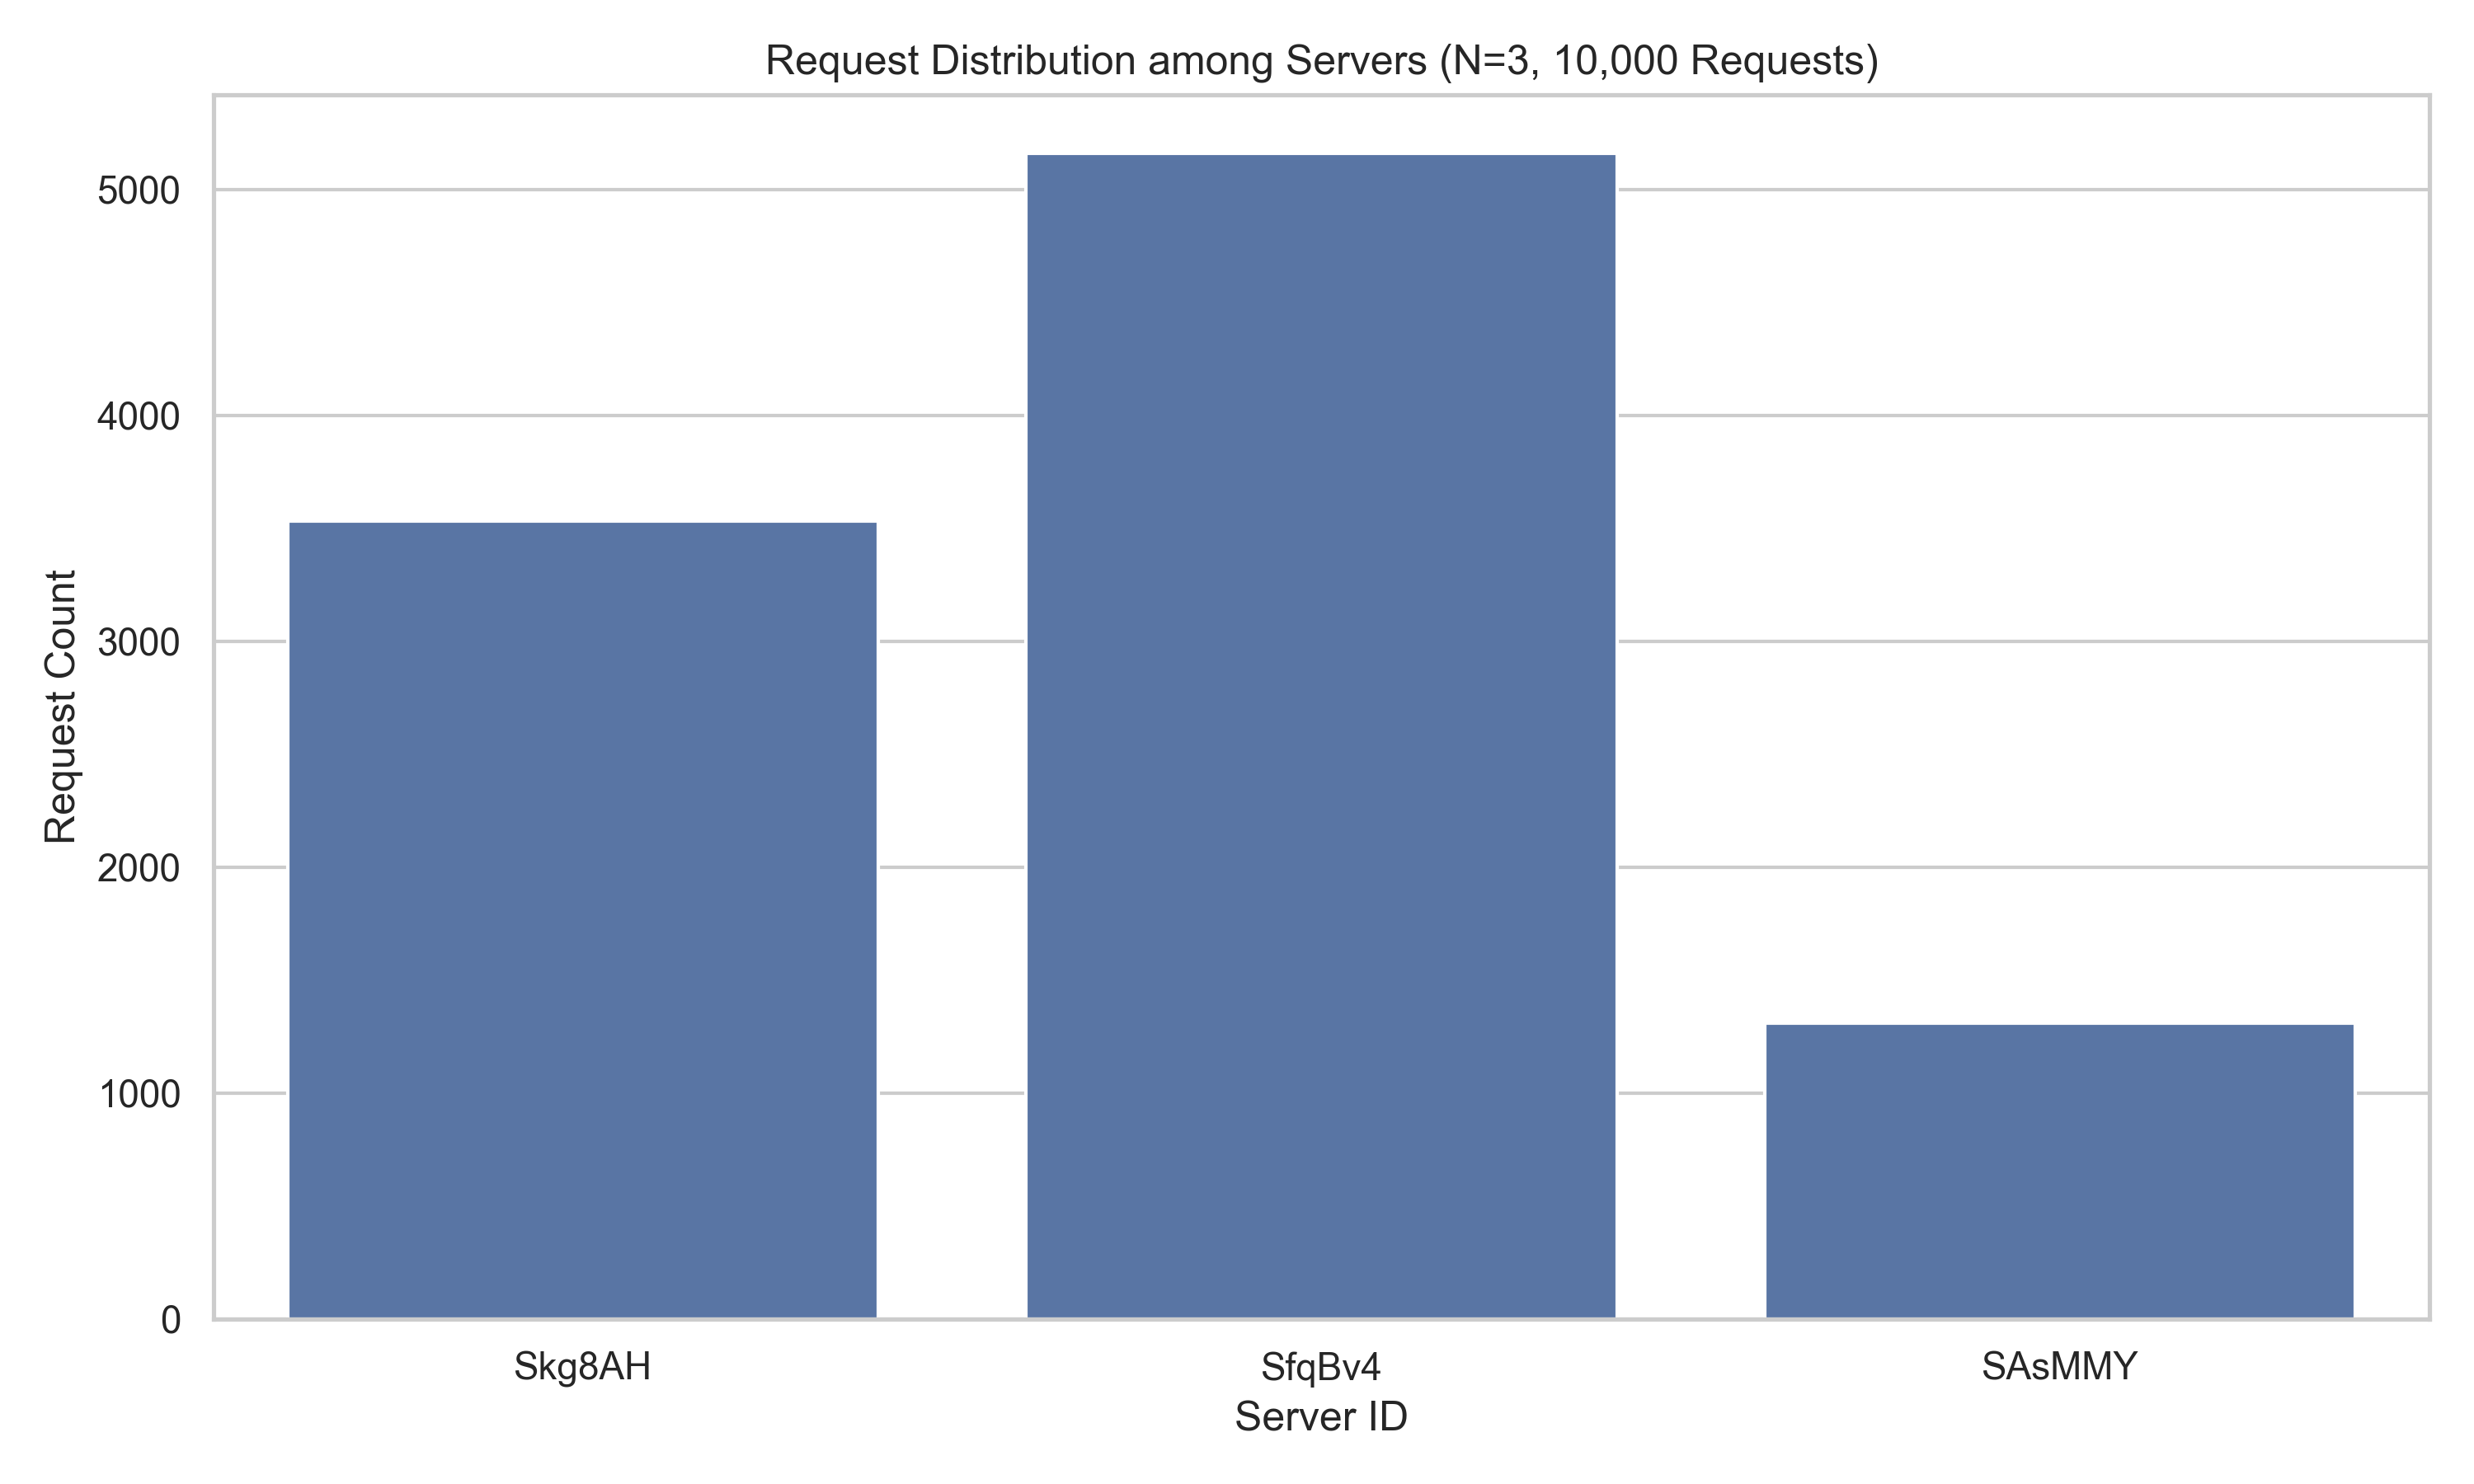 Request Distribution among Servers (N=3, 10,000 Requests)
Request Count
5000
4000
3000
2000
1000
0
Skg8AH SfqBv4 SAsMMY
Server ID